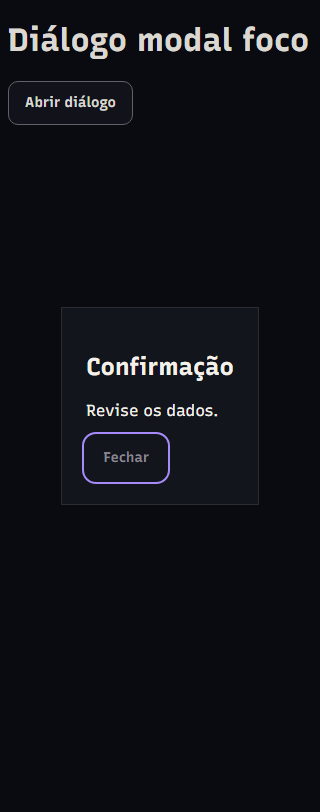 Diálogo modal foco
Abrir diálogo
Confirmação
Revise os dados.
Fechar